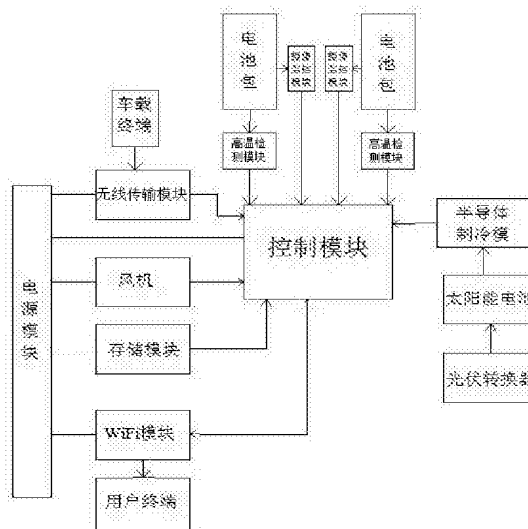 电池包
电池包
车载
终端
高温检
测模块
高温检
测模块
无线传输模块
控制模块
半导体
制冷模
电源模块
风机
太阳能电池
存储模块
光伏转换器
WiFi模块
用户终端